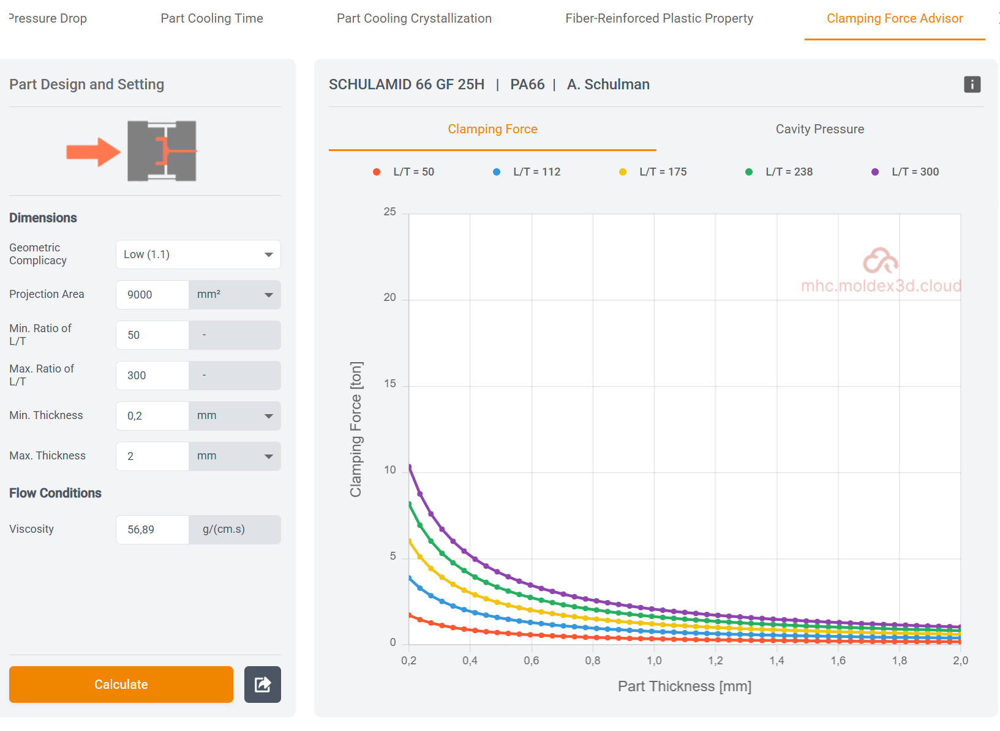 Pressure Drop
Part Cooling Time
Part Cooling Crystallization
Fiber-Reinforced Plastic Property
Clamping Force Advisor
Part Design and Setting
Dimensions
Geometric
Complicacy
Low (1.1)
Projection Area
9000
mm²
Min. Ratio of
L/T
50
-
Max. Ratio of
L/T
300
-
Min. Thickness
0,2
mm
Max. Thickness
2
mm
Flow Conditions
Viscosity
56,89
g/(cm.s)
Calculate
SCHULAMID 66 GF 25H | PA66 | A. Schulman
i
Clamping Force
Cavity Pressure
L/T = 50
L/T = 112
L/T = 175
L/T = 238
L/T = 300
25
20
15
10
5
0
Clamping Force [ton]
mhc.moldex3d.cloud
0,2 0,4 0,6 0,8 1,0 1,2 1,4 1,6 1,8 2,0
Part Thickness [mm]